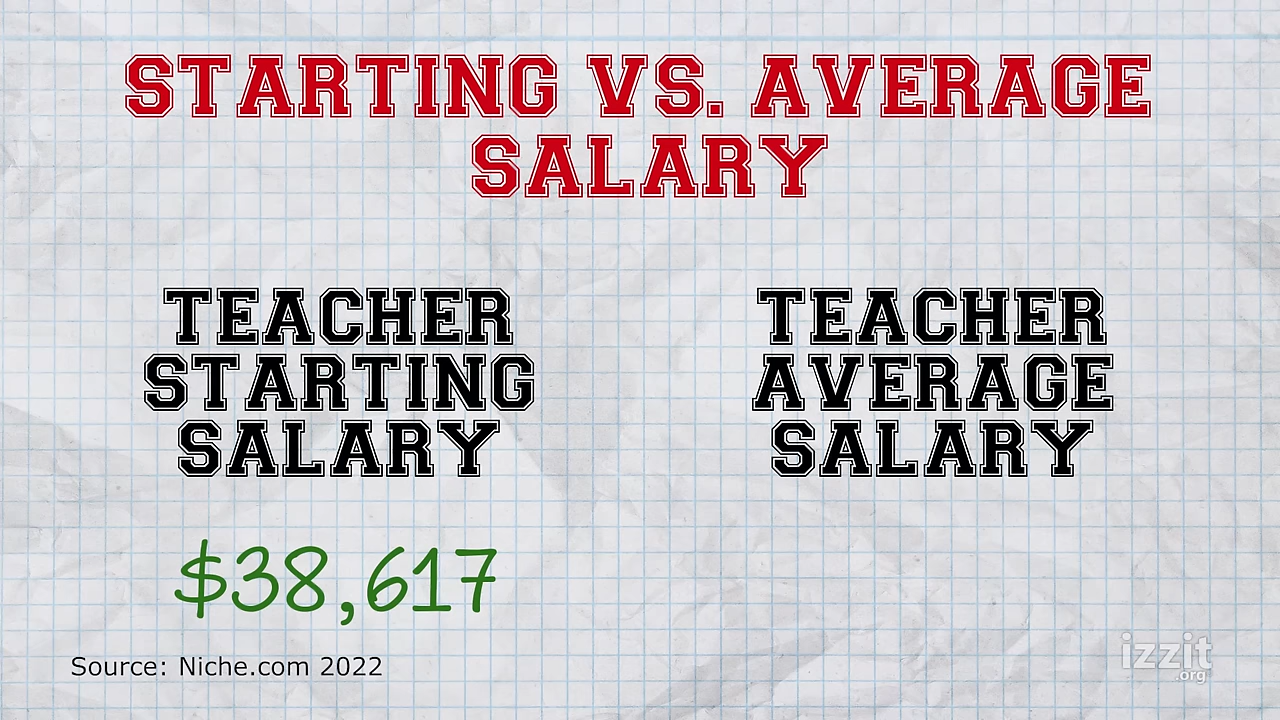 STARTING VS. AVERAGE
SALARY
TEACHER
STARTING
SALARY
$38,617
TEACHER
AVERAGE
SALARY
Source: Niche.com 2022
izzit
.org